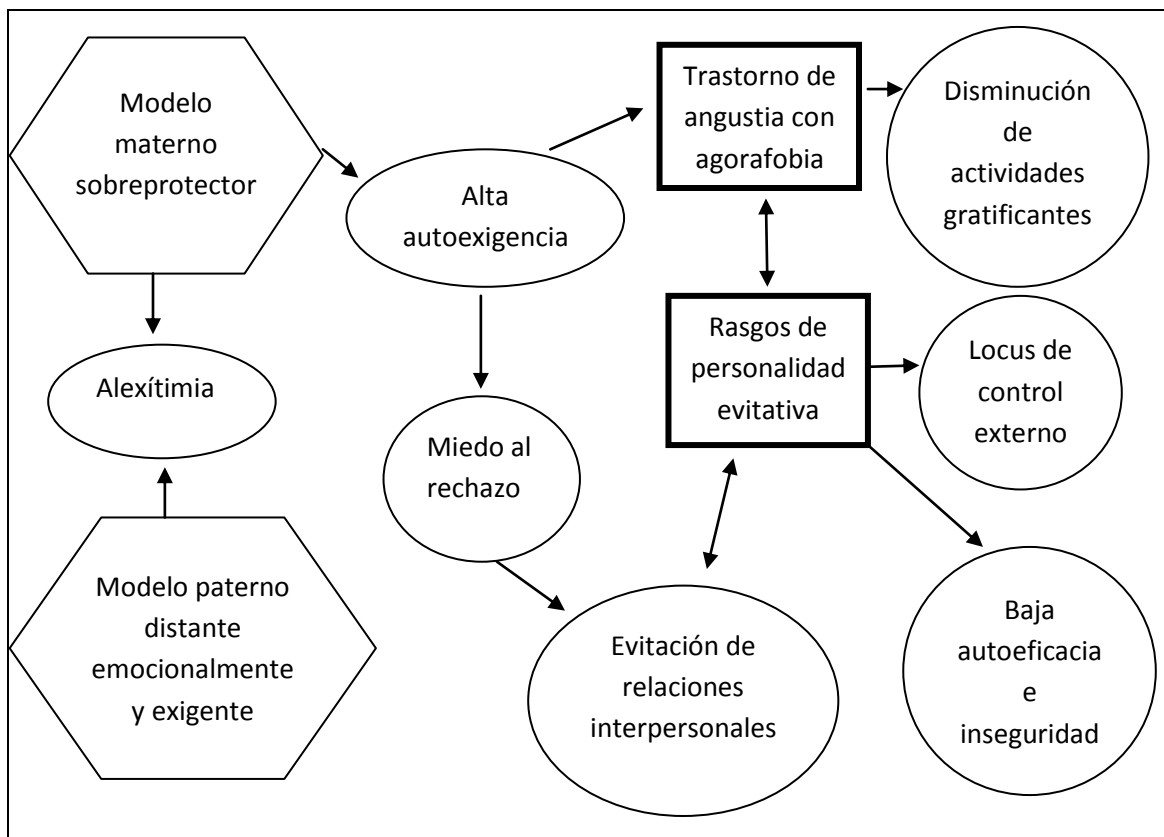 Modelo
materno
sobreprotector
Alta
autoexigencia
Trastorno de
angustia con
agorafobia
Disminución
de
actividades
gratificantes
Alexítimia
Miedo al
rechazo
Rasgos de
personalidad
evitativa
Locus de
control
externo
Modelo paterno
distante
emocionalmente
y exigente
Evitación de
relaciones
interpersonales
Baja
autoeficacia
e
inseguridad